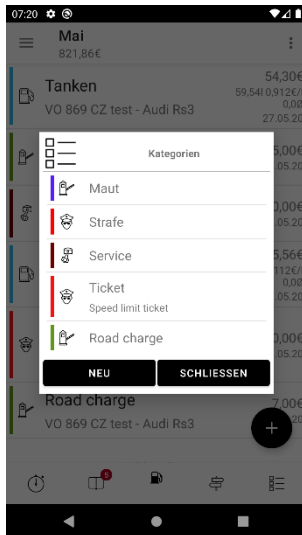 07:20
Mai
821,86€
Tanken
54,30€
VO 869 CZ test - Audi Rs3
59,54l 0,912€/
27.05.20
Kategorien
Maut
Strafe
Service
Ticket
Speed limit ticket
Road charge
NEU
SCHLIESSEN
Road charge
7,00€
VO 869 CZ test - Audi Rs3
5